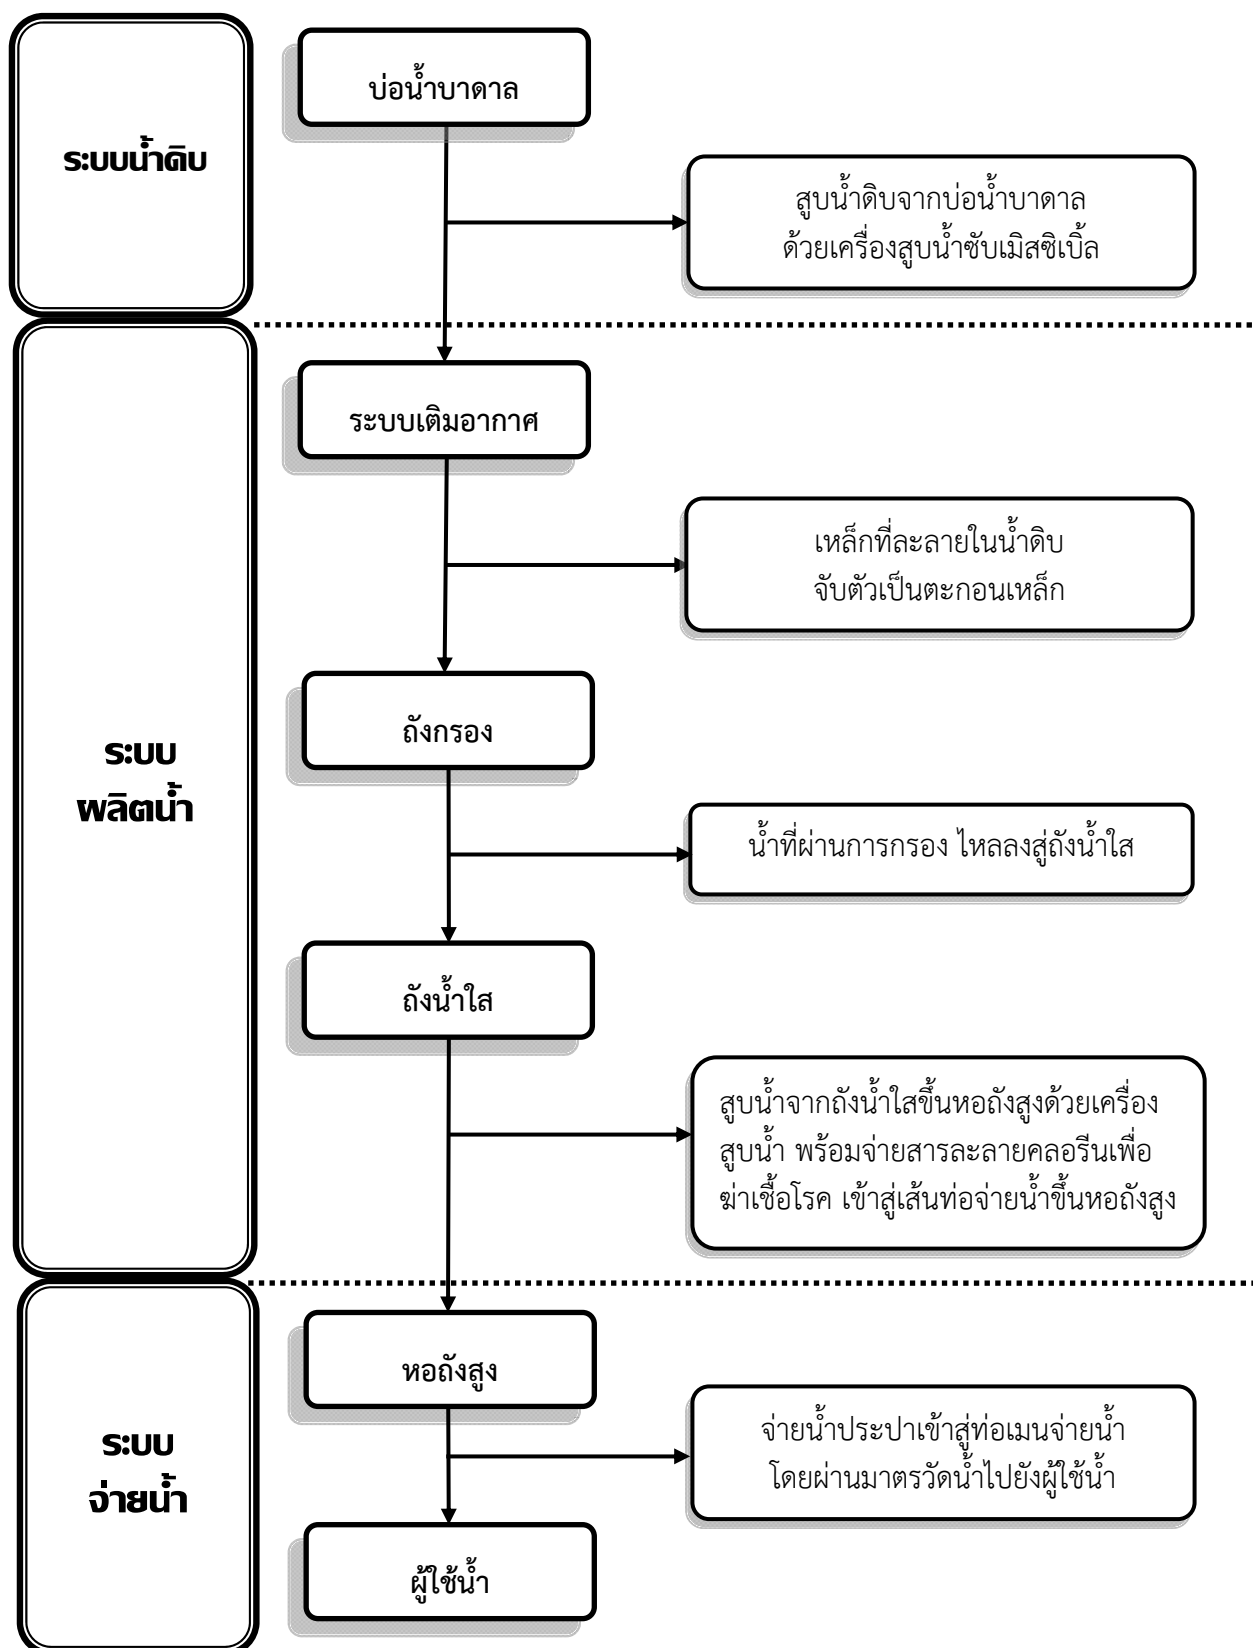 ระบบน้ำดิบ
บ่อน้ำบาดาล
สูบน้ำดิบจากบ่อน้ำบาดาล
ด้วยเครื่องสูบน้ำซับเมิสซิเบิ้ล
ระบบ
ผลิตน้ำ
ระบบเติมอากาศ
เหล็กที่ละลายในน้ำดิบ
จับตัวเป็นตะกอนเหล็ก
ถังกรอง
น้ำที่ผ่านการกรอง ไหลลงสู่ถังน้ำใส
ถังน้ำใส
สูบน้ำจากถังน้ำใสขึ้นหอถังสูงด้วยเครื่อง
สูบน้ำ พร้อมจ่ายสารละลายคลอรีนเพื่อ
ฆ่าเชื้อโรค เข้าสู่เส้นท่อจ่ายน้ำขึ้นหอถังสูง
ระบบ
จ่ายน้ำ
หอถังสูง
จ่ายน้ำประปาเข้าสู่ท่อเมนจ่ายน้ำ
โดยผ่านมาตรวัดน้ำไปยังผู้ใช้น้ำ
ผู้ใช้น้ำ